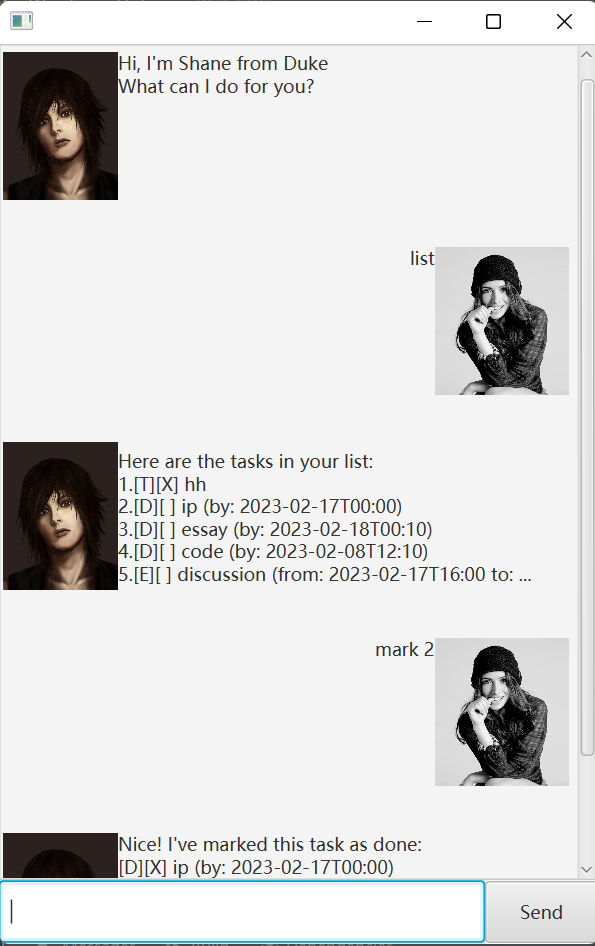 Hi, I'm Shane from Duke
What can I do for you?
list
Here are the tasks in your list:
1.[T][X] hh
2.[D][ ] ip (by: 2023-02-17T00:00)
3.[D][ ] essay (by: 2023-02-18T00:10)
4.[D][ ] code (by: 2023-02-08T12:10)
5.[E][ ] discussion (from: 2023-02-17T16:00 to: ...
mark 2
Nice! I've marked this task as done:
[D][X] ip (by: 2023-02-17T00:00)
Send